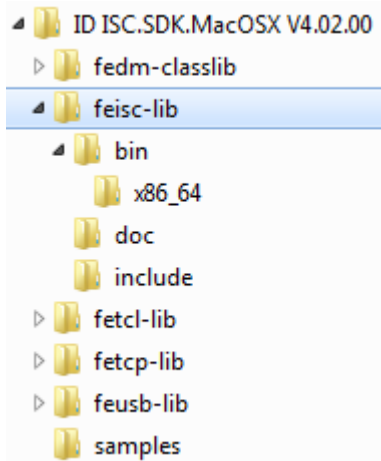 ID ISC.SDK.MacOSX V4.02.00
fedm-classlib
feisc-lib
bin
x86_64
doc
include
fetcl-lib
fetcp-lib
feusb-lib
samples